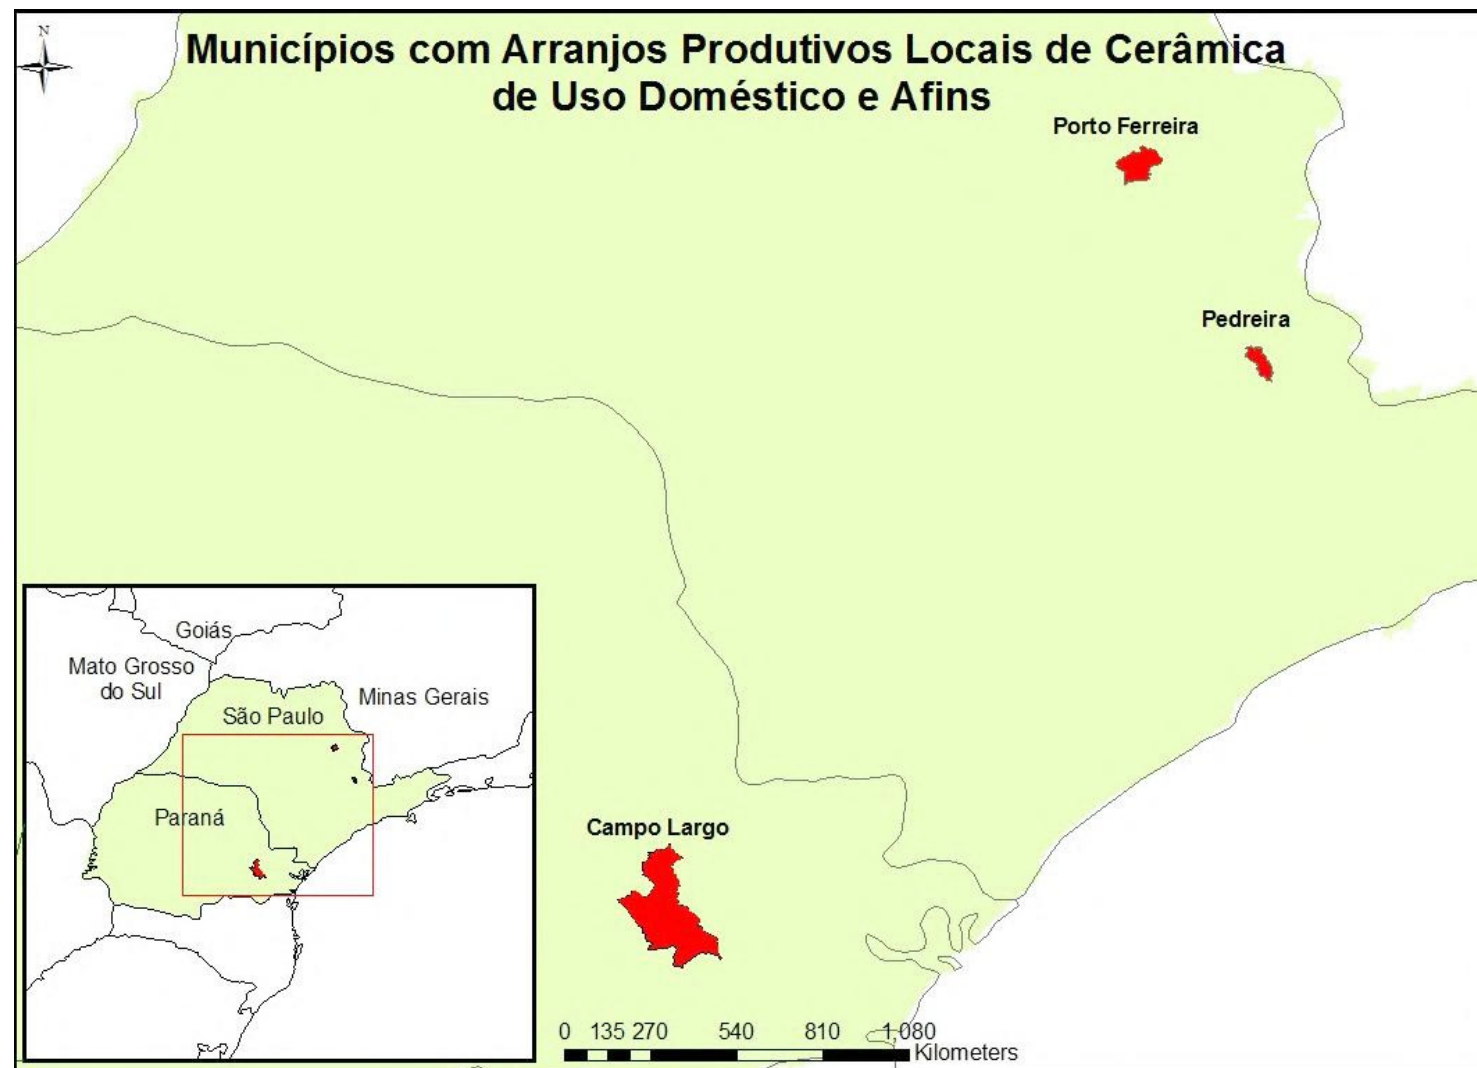 N
Municípios com Arranjos Produtivos Locais de Cerâmica
de Uso Doméstico e Afins
Porto Ferreira
Pedreira
Goiás
Mato Grosso
do Sul
Minas Gerais
São Paulo
Paraná
Campo Largo
0 135 270 540 810 1,080
Kilometers